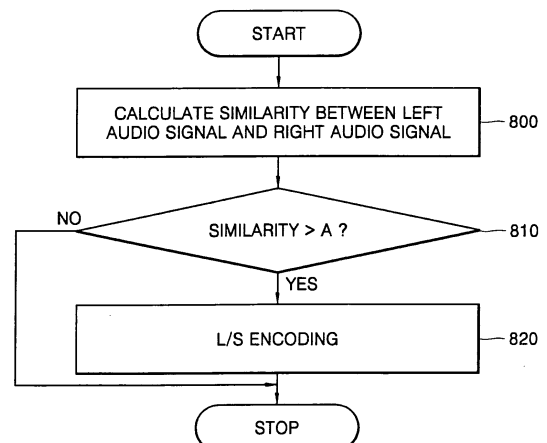 START
CALCULATE SIMILARITY BETWEEN LEFT
AUDIO SIGNAL AND RIGHT AUDIO SIGNAL
800
NO
SIMILARITY > A ?
810
YES
L/S ENCODING
820
STOP